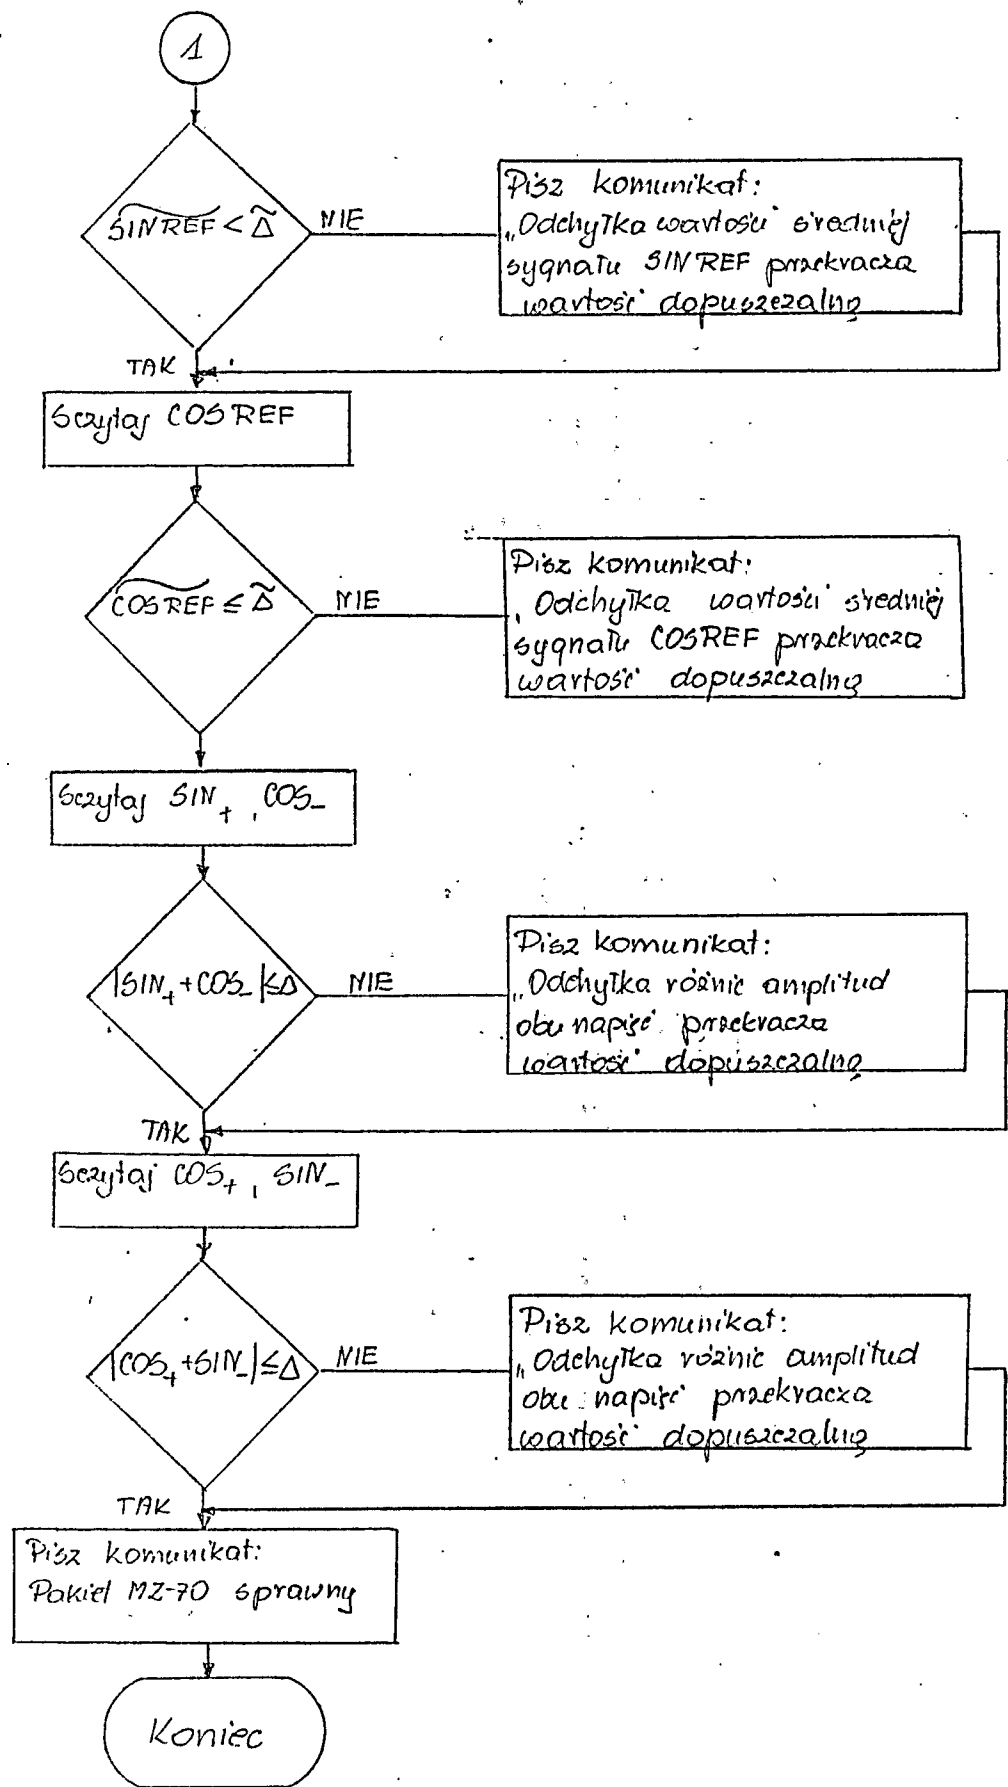 1
SINREF < Δ̃
NIE
Pisz komunikat:
„Odchyłka wartości średniej
sygnału SINREF przekracza
wartość dopuszczalną
TAK
Sczytaj COSREF
COSREF ≤ Δ̃
NIE
Pisz komunikat:
„Odchyłka wartości średniej
sygnału COSREF przekracza
wartość dopuszczalną
Sczytaj SIN₊, COS₋
|SIN₊ + COS₋| ≤ Δ
NIE
Pisz komunikat:
„Odchyłka różnic amplitud
obu napięć przekracza
wartość dopuszczalną
TAK
Sczytaj COS₊, SIN₋
|COS₊ + SIN₋| ≤ Δ
NIE
Pisz komunikat:
„Odchyłka różnic amplitud
obu napięć przekracza
wartość dopuszczalną
TAK
Pisz komunikat:
Pakiet MZ-70 sprawny
Koniec